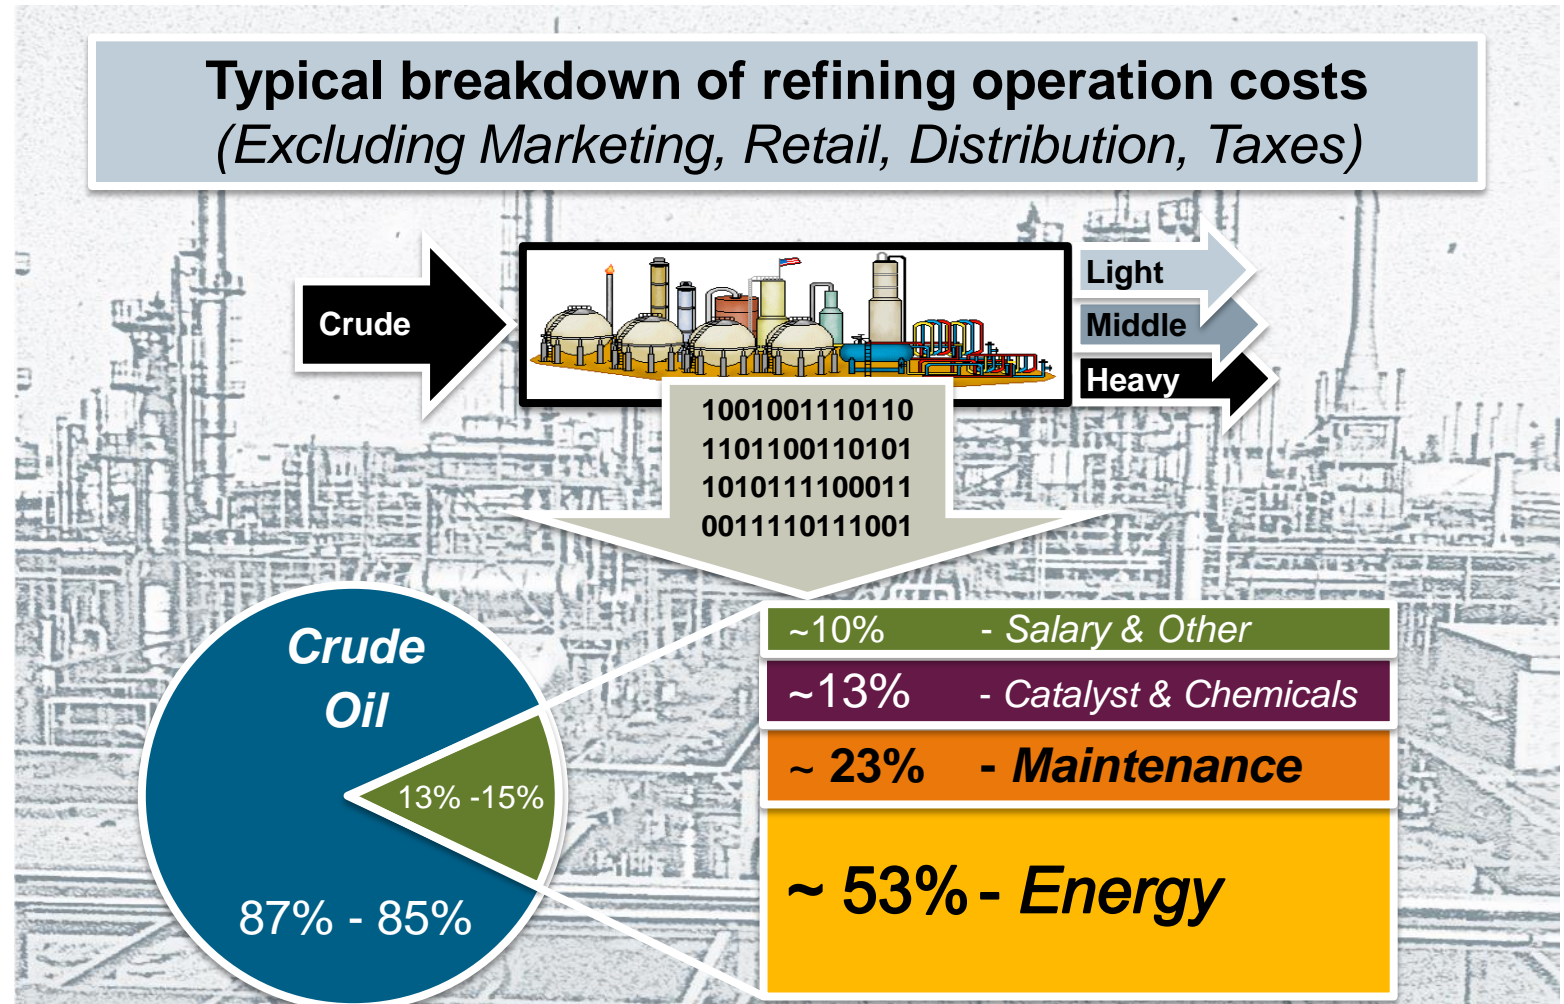 Typical breakdown of refining operation costs
(Excluding Marketing, Retail, Distribution, Taxes)
Crude
Light
Middle
Heavy
1001001110110
1101100110101
1010111100011
0011110111001
Crude
Oil
13% -15%
87% - 85%
~10% - Salary & Other
~13% - Catalyst & Chemicals
~ 23% - Maintenance
~ 53% - Energy